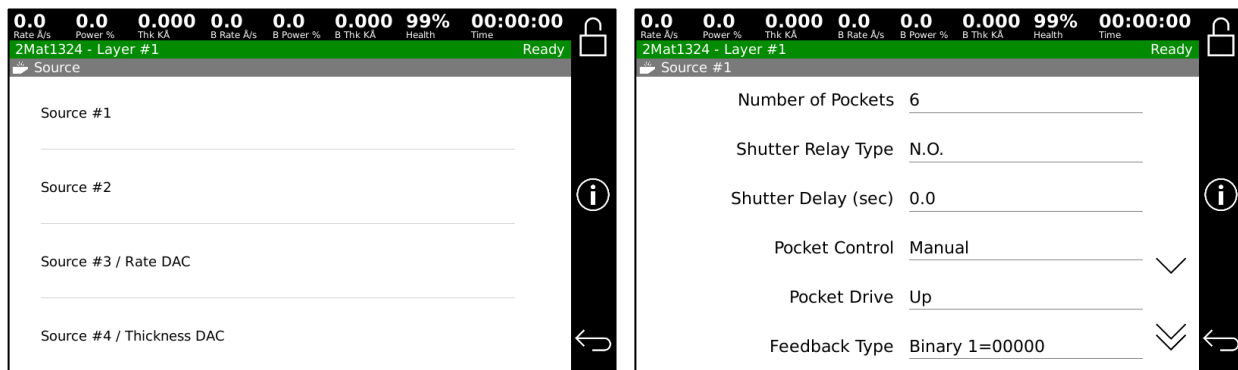 0.0 0.0 0.000 0.0 0.0 0.000 99% 00:00:00
Rate Å/s Power % Thk KÅ B Rate Å/s B Power % B Thk KÅ Health Time
2Mat1324 - Layer #1 Ready
Source
Source #1
Source #2
Source #3 / Rate DAC
Source #4 / Thickness DAC
0.0 0.0 0.000 0.0 0.0 0.000 99% 00:00:00
Rate Å/s Power % Thk KÅ B Rate Å/s B Power % B Thk KÅ Health Time
2Mat1324 - Layer #1 Ready
Source #1
Number of Pockets 6
Shutter Relay Type N.O.
Shutter Delay (sec) 0.0
Pocket Control Manual
Pocket Drive Up
Feedback Type Binary 1=00000